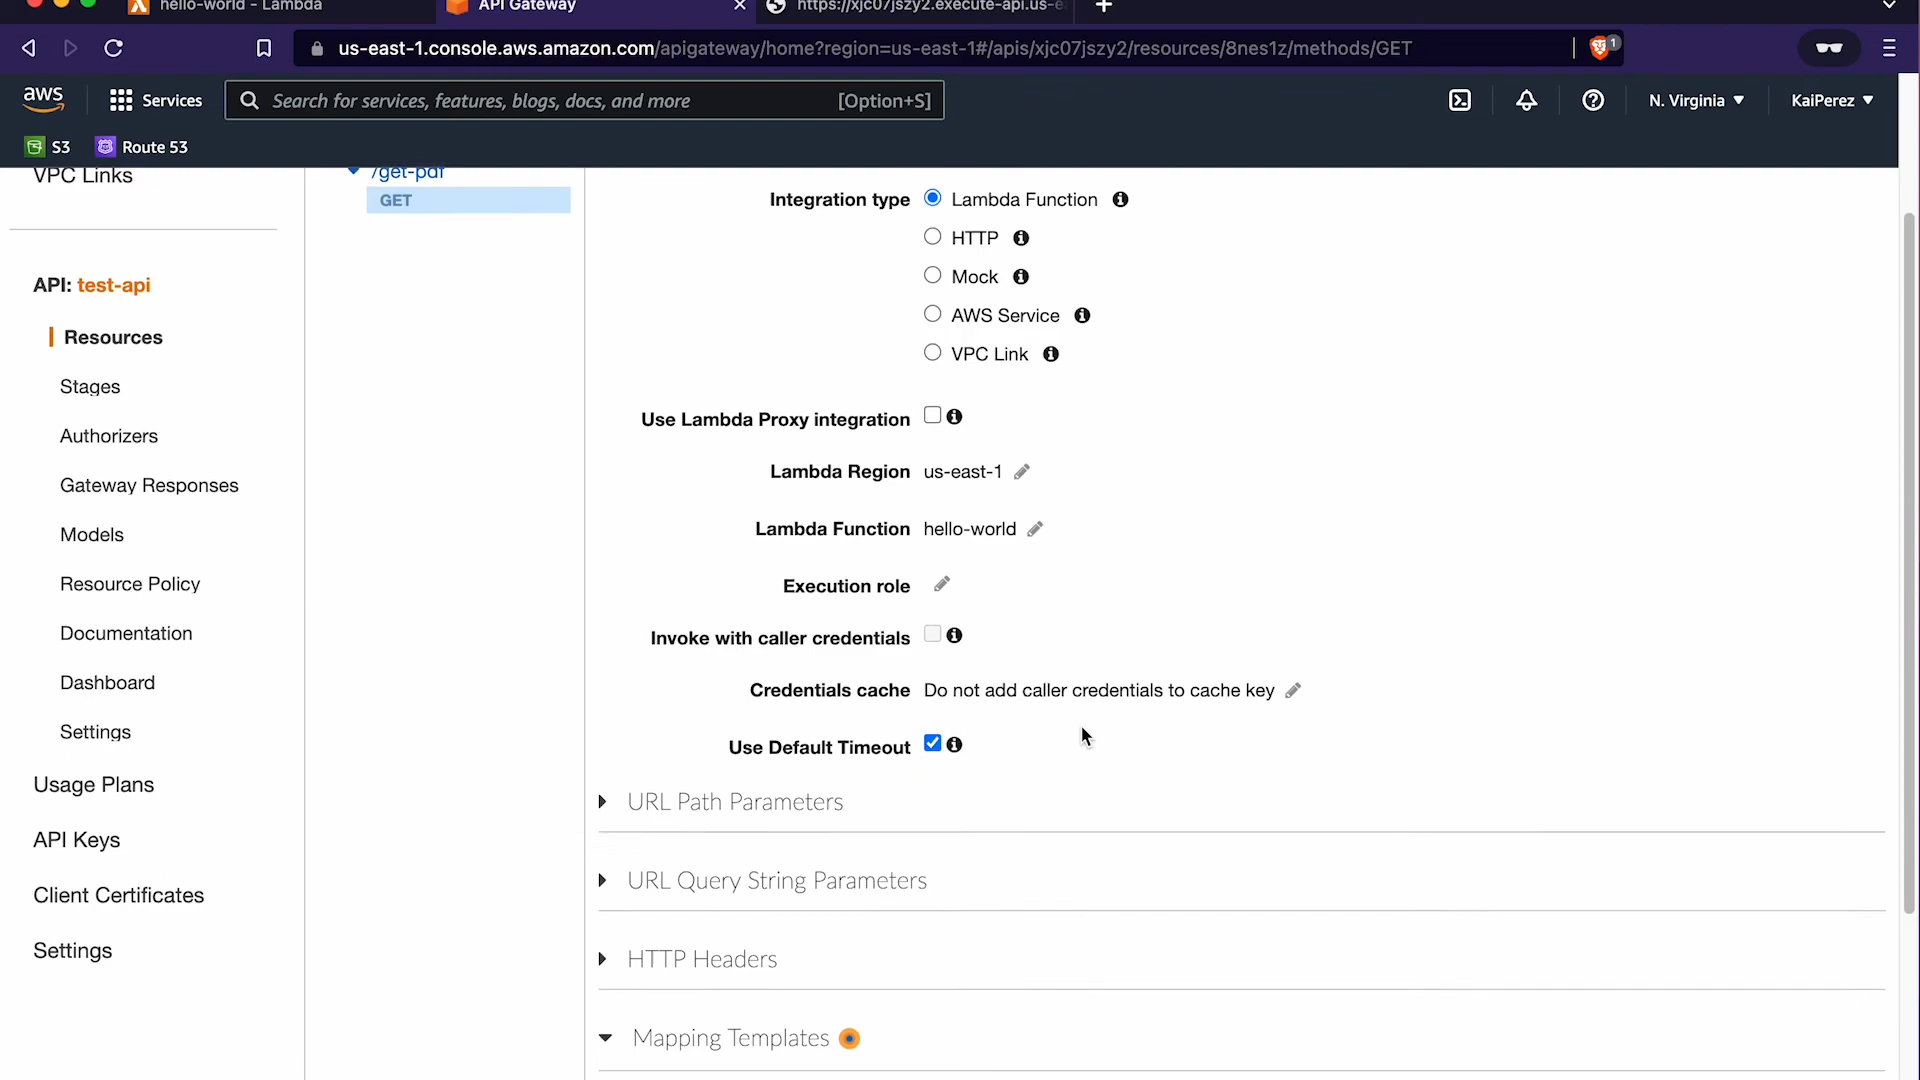 hello-world - Lambda
API Gateway
https://xjc07jszy2.execute-api.us-e
us-east-1.console.aws.amazon.com/apigateway/home?region=us-east-1#/apis/xjc07jszy2/resources/8nes1z/methods/GET
1
aws
Services
Search for services, features, blogs, docs, and more
[Option+S]
N. Virginia
KaiPerez
S3
Route 53
VPC Links
API: test-api
Resources
Stages
Authorizers
Gateway Responses
Models
Resource Policy
Documentation
Dashboard
Settings
Usage Plans
API Keys
Client Certificates
Settings
/get-pdf
GET
Integration type
Lambda Function
HTTP
Mock
AWS Service
VPC Link
Use Lambda Proxy integration
Lambda Region us-east-1
Lambda Function hello-world
Execution role
Invoke with caller credentials
Credentials cache Do not add caller credentials to cache key
Use Default Timeout
URL Path Parameters
URL Query String Parameters
HTTP Headers
Mapping Templates